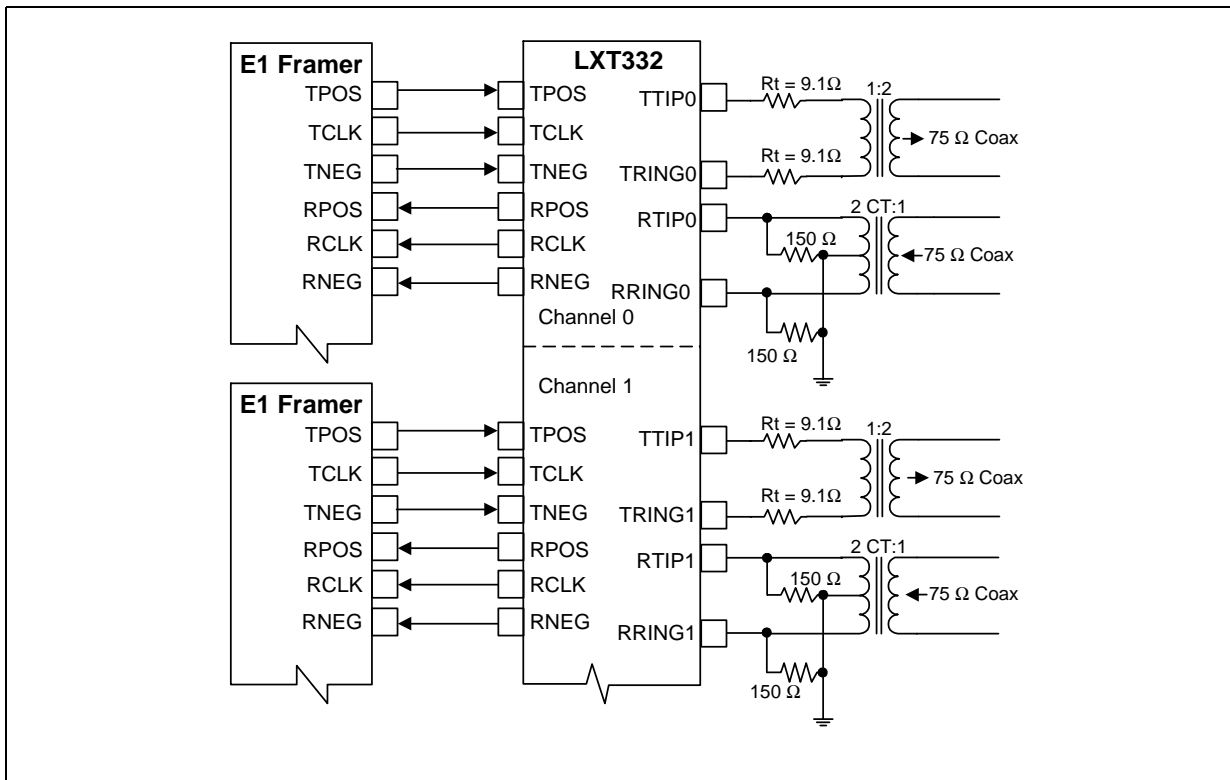 E1 Framer
TPOS
TCLK
TNEG
RPOS
RCLK
RNEG
LXT332
TPOS
TCLK
TNEG
RPOS
RCLK
RNEG
Channel 0
TTIP0
TRING0
RTIP0
RRING0
Rt = 9.1Ω
Rt = 9.1Ω
1:2
75 Ω Coax
2 CT:1
150 Ω
75 Ω Coax
150 Ω
E1 Framer
TPOS
TCLK
TNEG
RPOS
RCLK
RNEG
Channel 1
TPOS
TCLK
TNEG
RPOS
RCLK
RNEG
TTIP1
TRING1
RTIP1
RRING1
Rt = 9.1Ω
Rt = 9.1Ω
1:2
75 Ω Coax
2 CT:1
150 Ω
75 Ω Coax
150 Ω